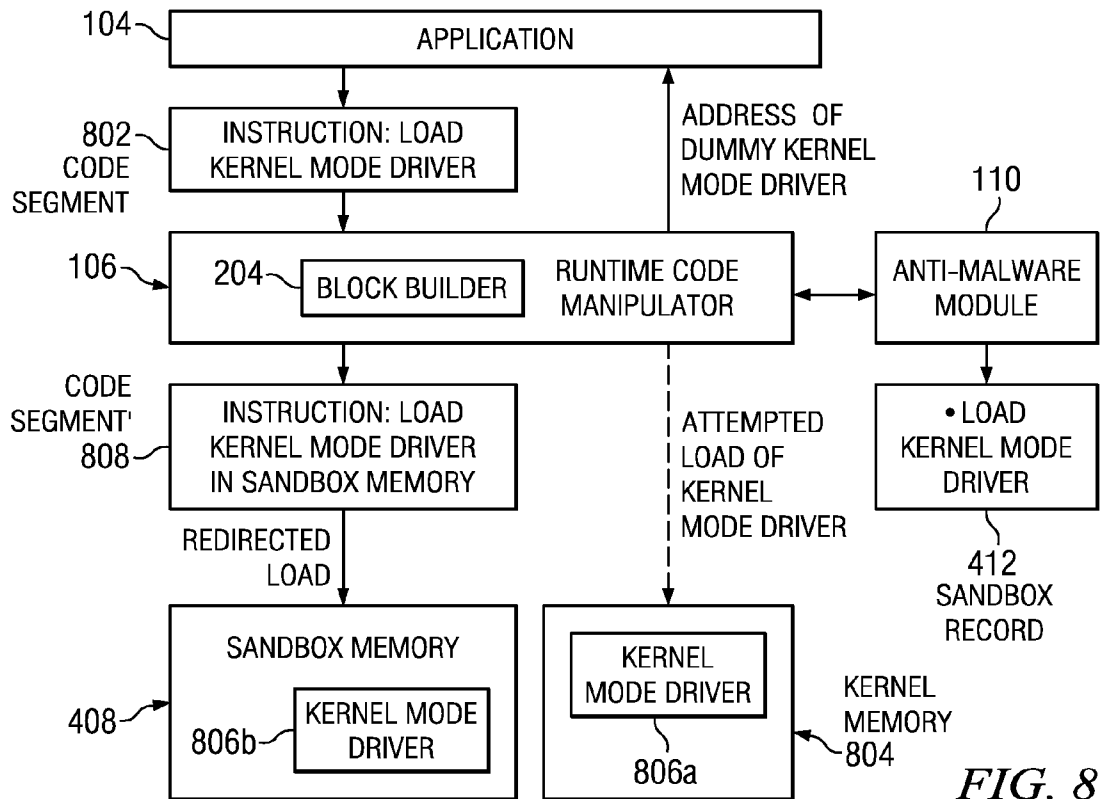 104
APPLICATION
802
CODE
SEGMENT
INSTRUCTION: LOAD
KERNEL MODE DRIVER
ADDRESS OF
DUMMY KERNEL
MODE DRIVER
110
106
204
BLOCK BUILDER
RUNTIME CODE
MANIPULATOR
ANTI-MALWARE
MODULE
CODE
SEGMENT'
808
INSTRUCTION: LOAD
KERNEL MODE DRIVER
IN SANDBOX MEMORY
ATTEMPTED
LOAD OF
KERNEL
MODE DRIVER
• LOAD
KERNEL MODE
DRIVER
REDIRECTED
LOAD
412
SANDBOX
RECORD
SANDBOX MEMORY
408
806b
KERNEL MODE
DRIVER
KERNEL
MODE DRIVER
806a
KERNEL
MEMORY
804
FIG. 8